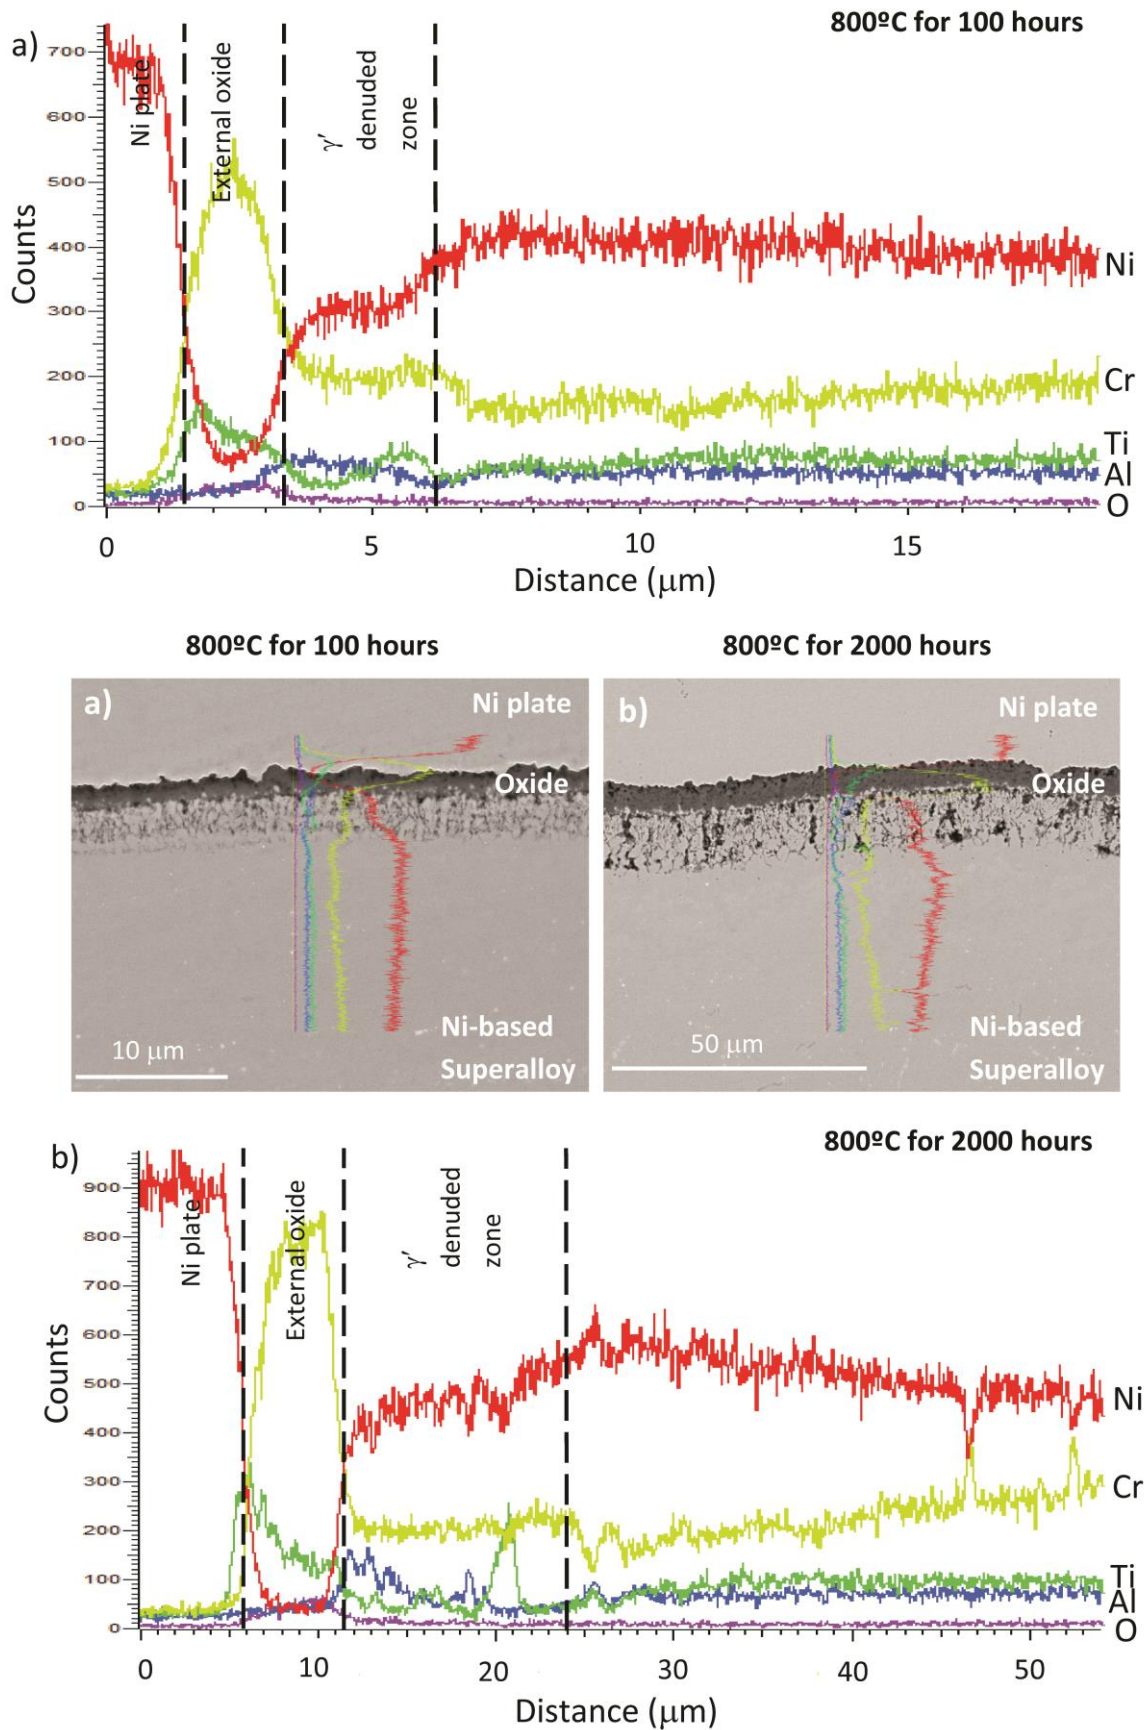 800ºC for 100 hours
a)
700
600
500
400
300
200
100
0
Counts
Ni plate
External oxide
γ′
denuded
zone
Ni
Cr
Ti
Al
O
0
5
10
15
Distance (μm)
800ºC for 100 hours
800ºC for 2000 hours
a)
Ni plate
Oxide
10 μm
Ni-based
Superalloy
b)
Ni plate
Oxide
50 μm
Ni-based
Superalloy
800ºC for 2000 hours
b)
900
800
700
600
500
400
300
200
100
0
Counts
Ni plate
External oxide
γ′
denuded
zone
Ni
Cr
Ti
Al
O
0
10
20
30
40
50
Distance (μm)